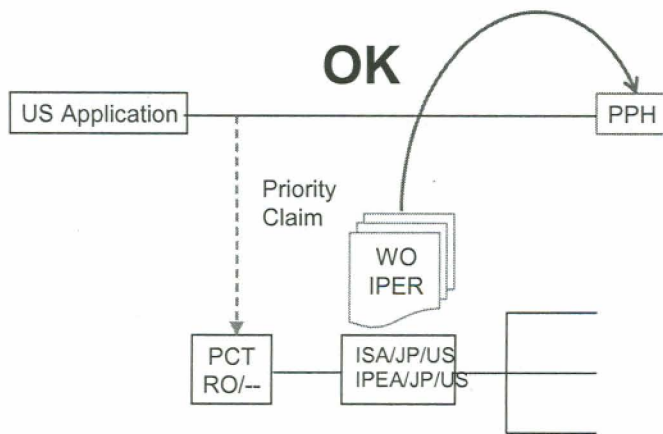 OK
US Application
PPH
Priority
Claim
WO
IPER
PCT
RO/--
ISA/JP/US
IPEA/JP/US